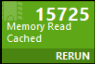 15725
Memory Read
Cached
RERUN